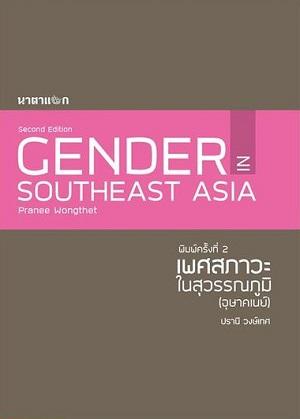 นาตาแฮก
Second Edition
GENDER IN
SOUTHEAST ASIA
Pranee Wongthet
พิมพ์ครั้งที่ 2
เพศสภาวะ
ในสุวรรณภูมิ
(อุษาคเนย์)
ปรานี วงษ์เทศ